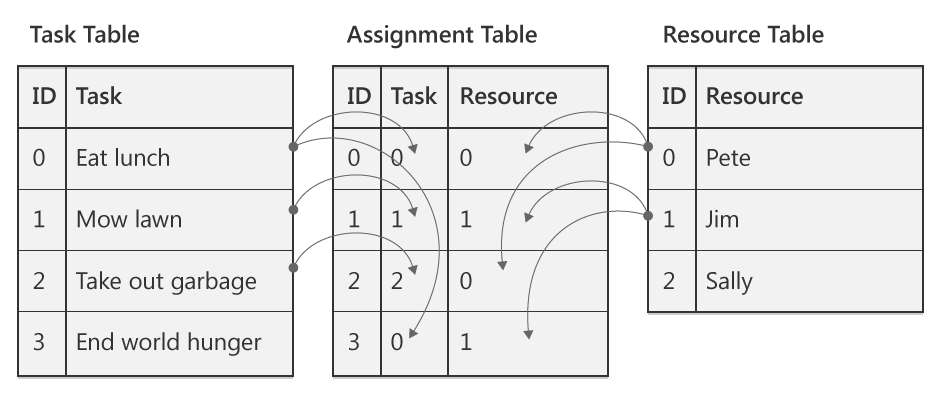 Task Table
ID Task
0 Eat lunch
1 Mow lawn
2 Take out garbage
3 End world hunger
Assignment Table
ID Task Resource
0 0 0
1 1 1
2 2 0
3 0 1
Resource Table
ID Resource
0 Pete
1 Jim
2 Sally